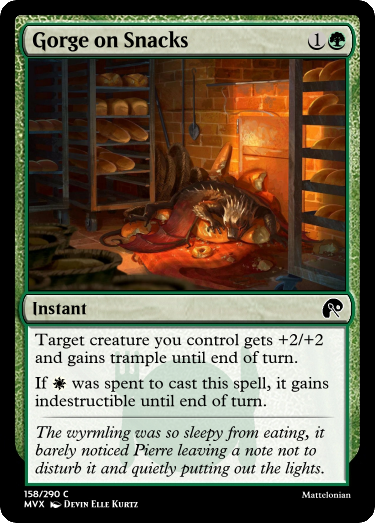 Gorge on Snacks 1
Instant
Target creature you control gets +2/+2
and gains trample until end of turn.
If was spent to cast this spell, it gains
indestructible until end of turn.
The wyrmling was so sleepy from eating, it
barely noticed Pierre leaving a note not to
disturb it and quietly putting out the lights.
158/290 C
Mattelonian
MVX Devin Elle Kurtz